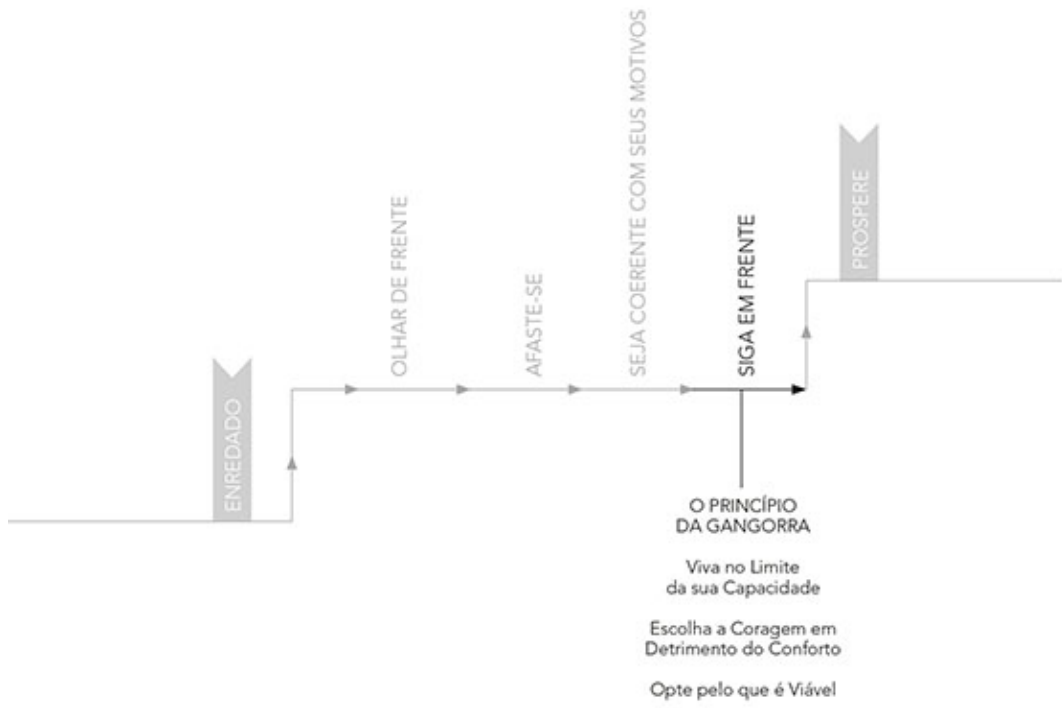 ENREDADO
OLHAR DE FRENTE
AFASTE-SE
SEJA COERENTE COM SEUS MOTIVOS
SIGA EM FRENTE
PROSPERE
O PRINCÍPIO
DA GANGORRA
Viva no Limite
da sua Capacidade
Escolha a Coragem em
Detrimento do Conforto
Opte pelo que é Viável